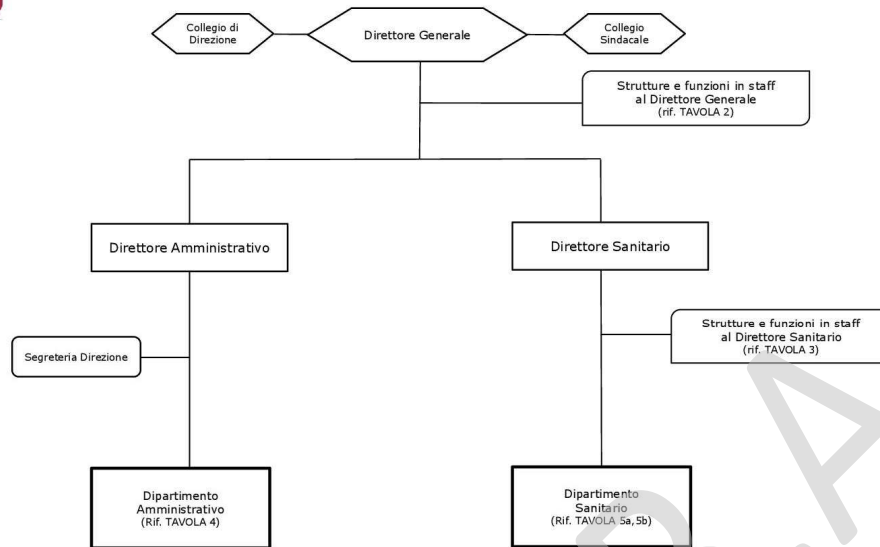 Collegio di
Direzione
Direttore Generale
Collegio
Sindacale
Strutture e funzioni in staff
al Direttore Generale
(rif. TAVOLA 2)
Direttore Amministrativo
Direttore Sanitario
Segreteria Direzione
Strutture e funzioni in staff
al Direttore Sanitario
(rif. TAVOLA 3)
Dipartimento
Amministrativo
(Rif. TAVOLA 4)
Dipartimento
Sanitario
(Rif. TAVOLA 5a,5b)